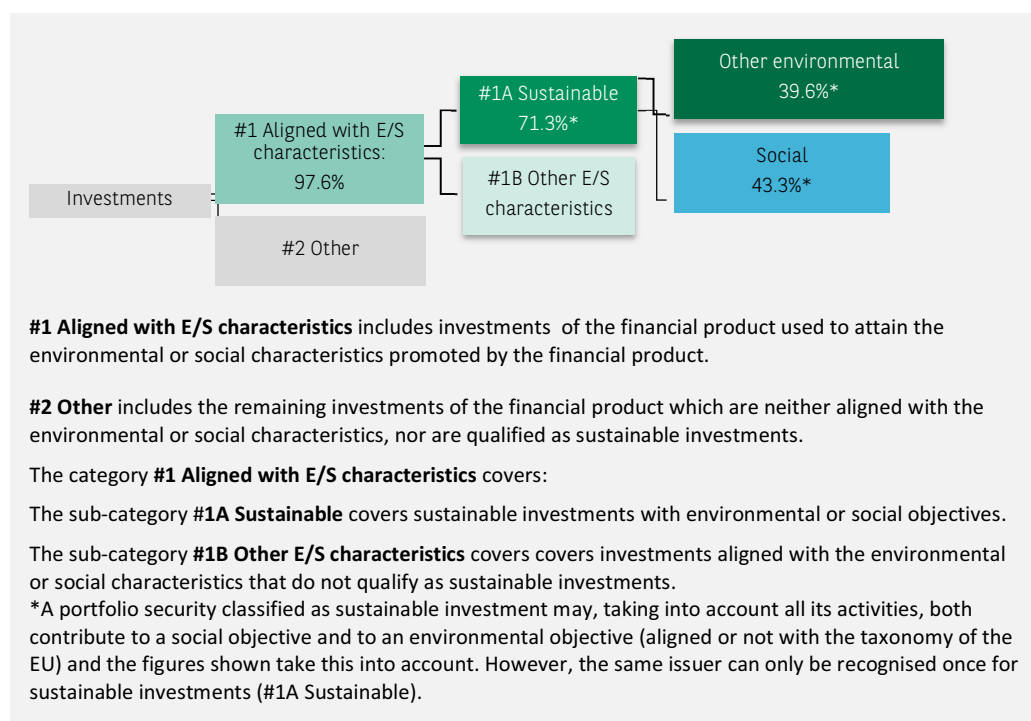 Other environmental
39.6%*
#1A Sustainable
71.3%*
#1 Aligned with E/S
characteristics:
97.6%
Social
43.3%*
#1B Other E/S
characteristics
Investments
#2 Other
#1 Aligned with E/S characteristics includes investments of the financial product used to attain the
environmental or social characteristics promoted by the financial product.
#2 Other includes the remaining investments of the financial product which are neither aligned with the
environmental or social characteristics, nor are qualified as sustainable investments.
The category #1 Aligned with E/S characteristics covers:
The sub-category #1A Sustainable covers sustainable investments with environmental or social objectives.
The sub-category #1B Other E/S characteristics covers covers investments aligned with the environmental
or social characteristics that do not qualify as sustainable investments.
*A portfolio security classified as sustainable investment may, taking into account all its activities, both
contribute to a social objective and to an environmental objective (aligned or not with the taxonomy of the
EU) and the figures shown take this into account. However, the same issuer can only be recognised once for
sustainable investments (#1A Sustainable).